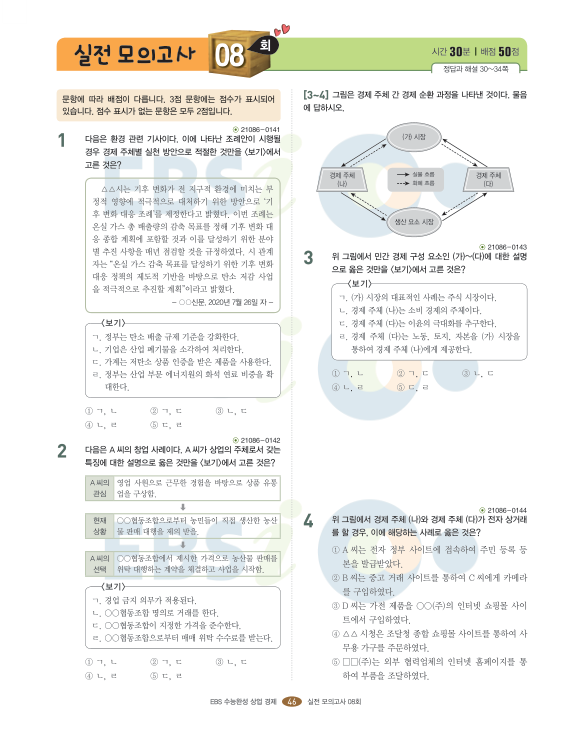 실전 모의고사 08 회
시간 30분 | 배점 50점
정답과 해설 30~34쪽
문항에 따라 배점이 다릅니다. 3점 문항에는 점수가 표시되어
있습니다. 점수 표시가 없는 문항은 모두 2점입니다.
21086-0141
1 다음은 환경 관련 기사이다. 이에 나타난 조례안이 시행될
경우 경제 주체별 실천 방안으로 적절한 것만을 <보기>에서
고른 것은?
△△시는 기후 변화가 전 지구적 환경에 미치는 부
정적 영향에 적극적으로 대처하기 위한 방안으로 ‘기
후 변화 대응 조례’를 제정한다고 밝혔다. 이번 조례는
온실 가스 총 배출량의 감축 목표를 정해 기후 변화 대
응 종합 계획에 포함할 것과 이를 달성하기 위한 분야
별 추진 사항을 매년 점검할 것을 규정하였다. 시 관계
자는 “온실 가스 감축 목표를 달성하기 위한 기후 변화
대응 정책의 제도적 기반을 바탕으로 탄소 저감 사업
을 적극적으로 추진할 계획”이라고 밝혔다.
- ○○신문, 2020년 7월 26일 자 -
<보기>
ㄱ. 정부는 탄소 배출 규제 기준을 강화한다.
ㄴ. 기업은 산업 폐기물을 소각하여 처리한다.
ㄷ. 가계는 저탄소 상품 인증을 받은 제품을 사용한다.
ㄹ. 정부는 산업 부문 에너지원의 화석 연료 비중을 확
대한다.
① ㄱ, ㄴ ② ㄱ, ㄷ ③ ㄴ, ㄷ
④ ㄴ, ㄹ ⑤ ㄷ, ㄹ
21086-0142
2 다음은 A 씨의 창업 사례이다. A 씨가 상업의 주체로서 갖는
특징에 대한 설명으로 옳은 것만을 <보기>에서 고른 것은?
A 씨의 관심
영업 사원으로 근무한 경험을 바탕으로 상품 유통
업을 구상함.
현재 상황
○○협동조합으로부터 농민들이 직접 생산한 농산
물 판매 대행을 제의 받음.
A 씨의 선택
○○협동조합에서 제시한 가격으로 농산품 판매를
위탁 대행하는 계약을 체결하고 사업을 시작함.
<보기>
ㄱ. 경업 금지 의무가 적용된다.
ㄴ. ○○협동조합 명의로 거래를 한다.
ㄷ. ○○협동조합이 지정한 가격을 준수한다.
ㄹ. ○○협동조합으로부터 매매 위탁 수수료를 받는다.
① ㄱ, ㄴ ② ㄱ, ㄷ ③ ㄴ, ㄷ
④ ㄴ, ㄹ ⑤ ㄷ, ㄹ
[3~4] 그림은 경제 주체 간 경제 순환 과정을 나타낸 것이다. 물음
에 답하시오.
(가) 시장
경제 주체
(나)
실물 흐름
화폐 흐름
경제 주체
(다)
생산 요소 시장
21086-0143
3 위 그림에서 민간 경제 구성 요소인 (가)~(다)에 대한 설명
으로 옳은 것만을 <보기>에서 고른 것은?
<보기>
ㄱ. (가) 시장의 대표적인 사례는 주식 시장이다.
ㄴ. 경제 주체 (나)는 소비 경제의 주체이다.
ㄷ. 경제 주체 (다)는 이윤의 극대화를 추구한다.
ㄹ. 경제 주체 (다)는 노동, 토지, 자본을 (가) 시장을
통하여 경제 주체 (나)에게 제공한다.
① ㄱ, ㄴ ② ㄱ, ㄷ ③ ㄴ, ㄷ
④ ㄴ, ㄹ ⑤ ㄷ, ㄹ
21086-0144
4 위 그림에서 경제 주체 (나)와 경제 주체 (다)가 전자 상거래
를 할 경우, 이에 해당하는 사례로 옳은 것은?
① A 씨는 전자 정부 사이트에 접속하여 주민 등록 등
본을 발급받았다.
② B 씨는 중고 거래 사이트를 통하여 C 씨에게 카메라
를 구입하였다.
③ D 씨는 가전 제품을 ○○(주)의 인터넷 쇼핑몰 사이
트에서 구입하였다.
④ △△ 시청은 조달청 종합 쇼핑몰 사이트를 통하여 사
무용 가구를 주문하였다.
⑤ □□(주)는 외부 협력업체의 인터넷 홈페이지를 통
하여 부품을 조달하였다.
EBS 수능완성 상업 경제 46 실전 모의고사 08회